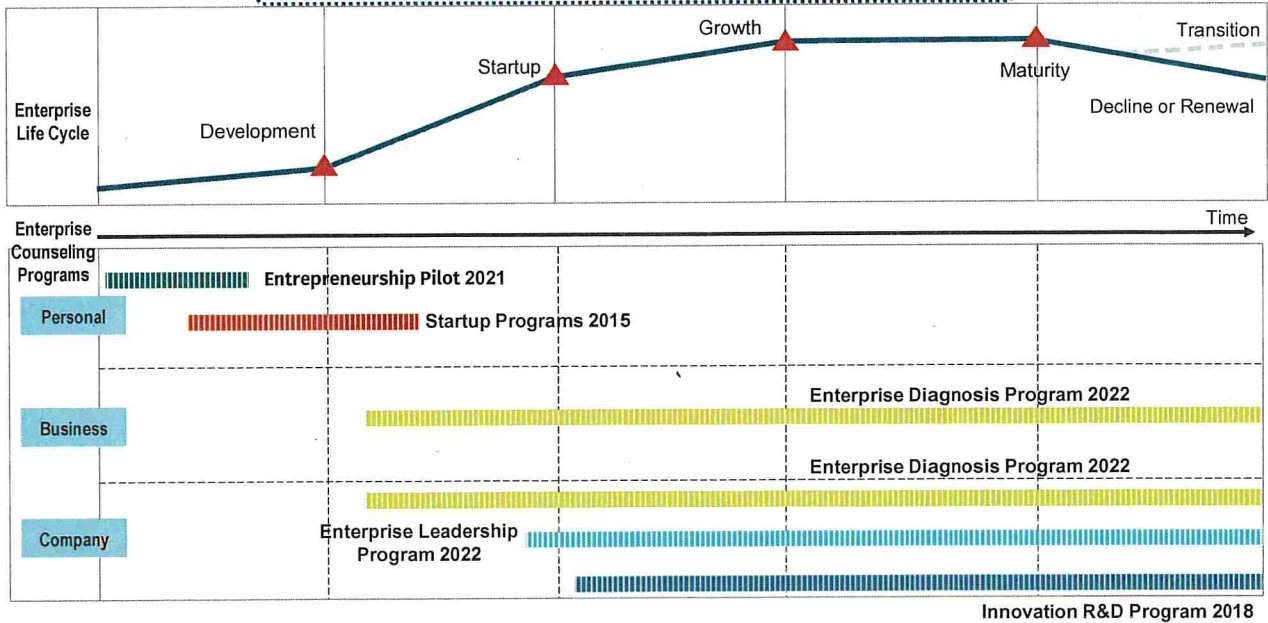 Growth
Transition
Startup
Maturity
Enterprise
Life Cycle
Development
Decline or Renewal
Time
Enterprise
Counseling
Programs
Entrepreneurship Pilot 2021
Personal
Startup Programs 2015
Enterprise Diagnosis Program 2022
Business
Enterprise Diagnosis Program 2022
Enterprise Leadership
Program 2022
Company
Innovation R&D Program 2018